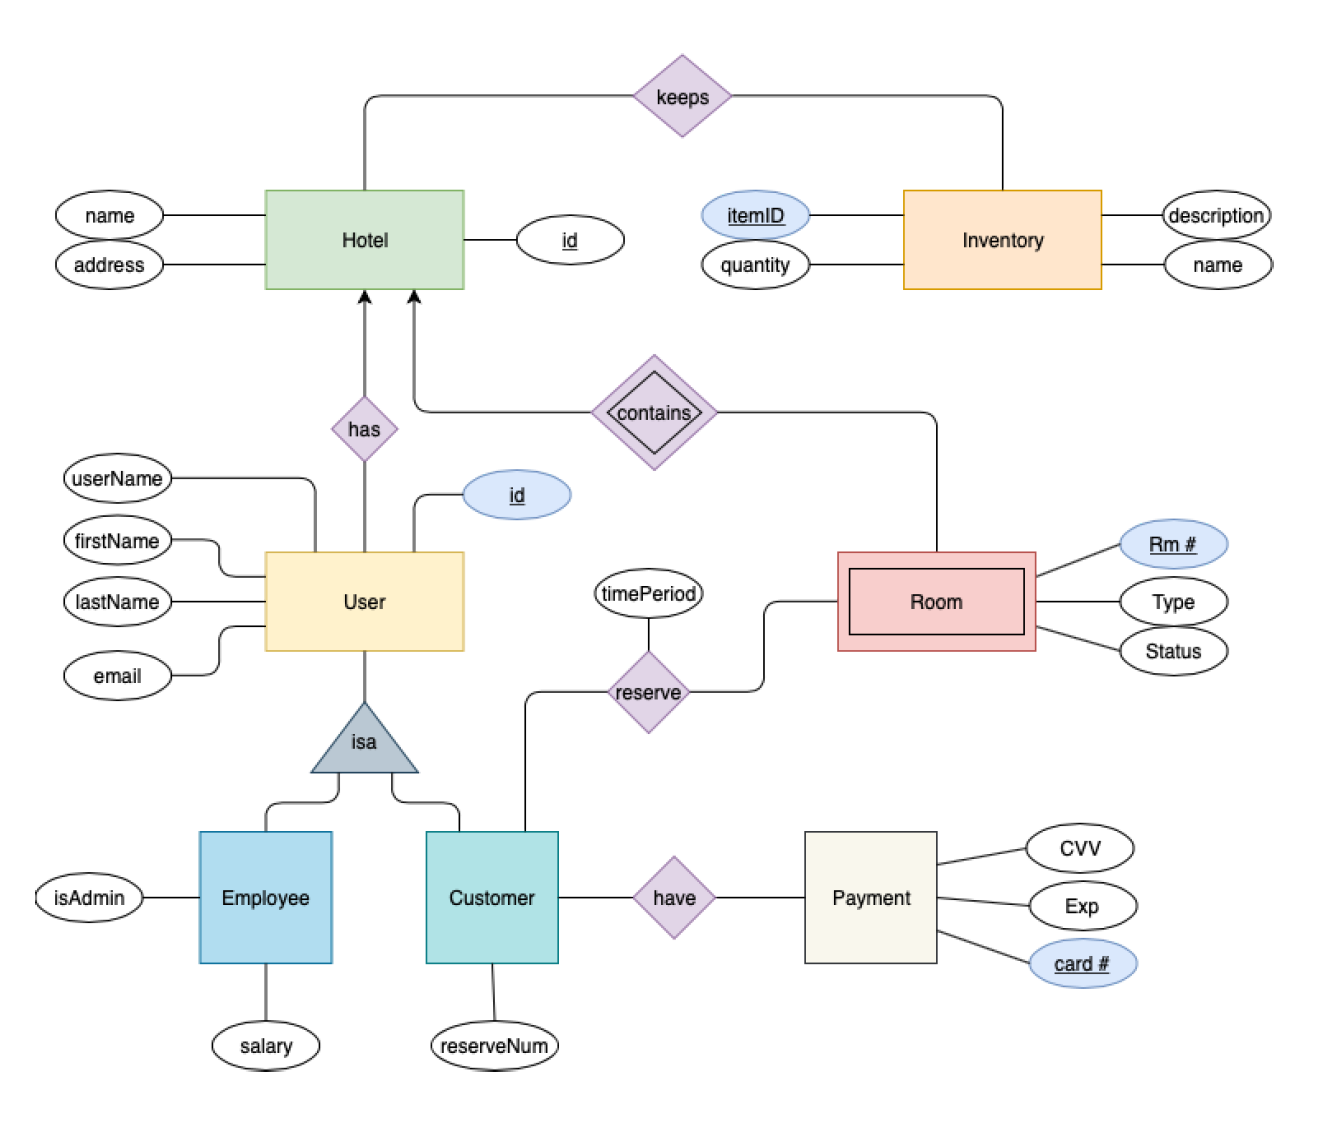 keeps
name
Hotel
id
address
itemID
quantity
Inventory
description
name
contains
has
userName
id
firstName
lastName
email
User
timePeriod
Room
Rm #
Type
Status
reserve
isa
isAdmin
Employee
Customer
have
Payment
CVV
Exp
card #
salary
reserveNum